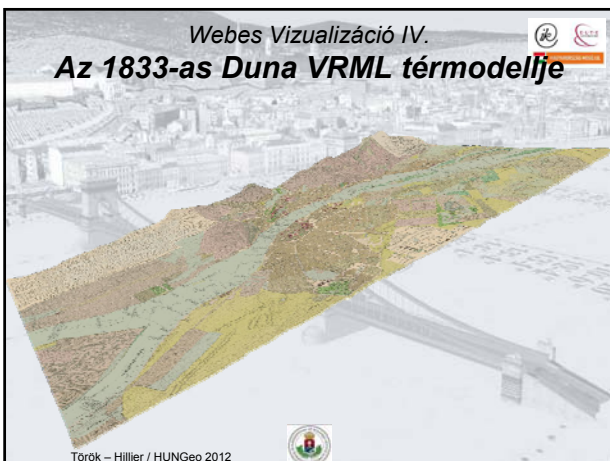 Webes Vizualizáció IV.
Az 1833-as Duna VRML térmodellje
Török – Hillier / HUNGeo 2012